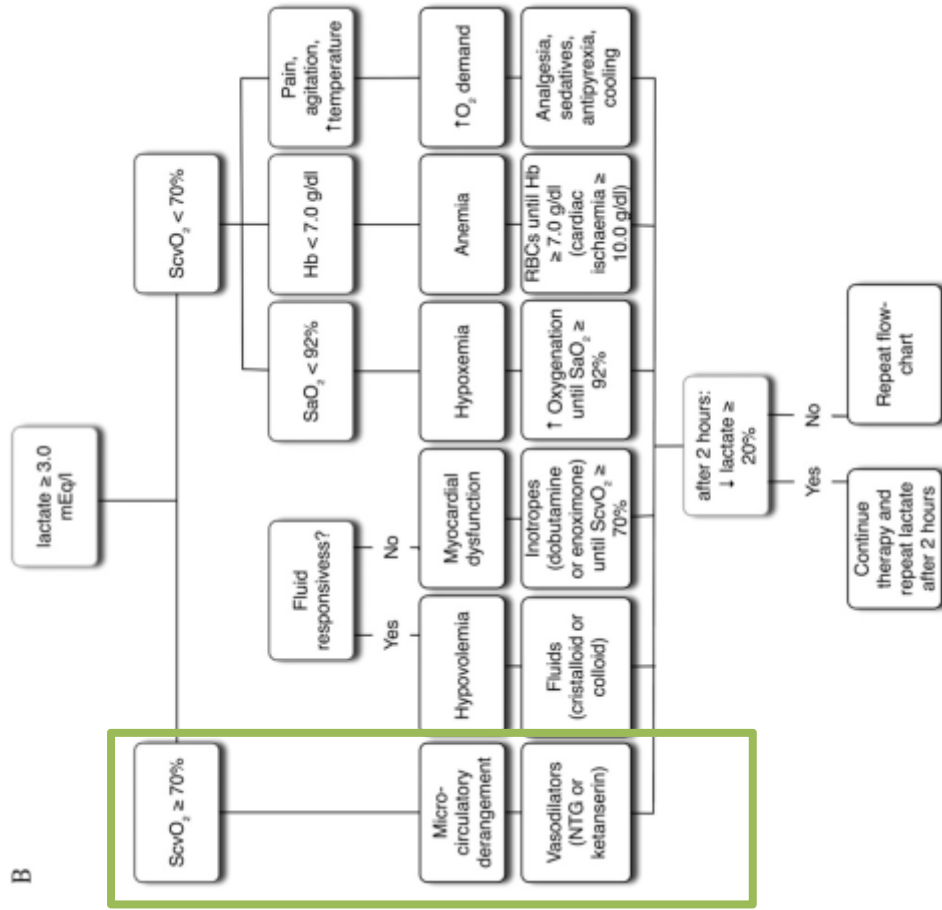 B
lactate ≥ 3.0
mEq/l
ScvO₂ ≥ 70%
ScvO₂ < 70%
Fluid
responsivess?
SaO₂ < 92%
Hb < 7.0 g/dl
Pain,
agitation,
↑temperature
Yes
No
Micro-
circulatory
derangement
Hypovolemia
Myocardial
dysfunction
Hypoxemia
Anemia
↑O₂ demand
Vasodilators
(NTG or
ketanserin)
Fluids
(cristalloid or
colloid)
Inotropes
(dobutamine
or enoximone)
until ScvO₂ ≥
70%
↑ Oxygenation
until SaO₂ ≥
92%
RBCs until Hb
≥ 7.0 g/dl
(cardiac
ischaemia ≥
10.0 g/dl)
Analgesia,
sedatives,
antipyrexia,
cooling
after 2 hours:
↓ lactate ≥
20%
Yes
No
Continue
therapy and
repeat lactate
after 2 hours
Repeat flow-
chart